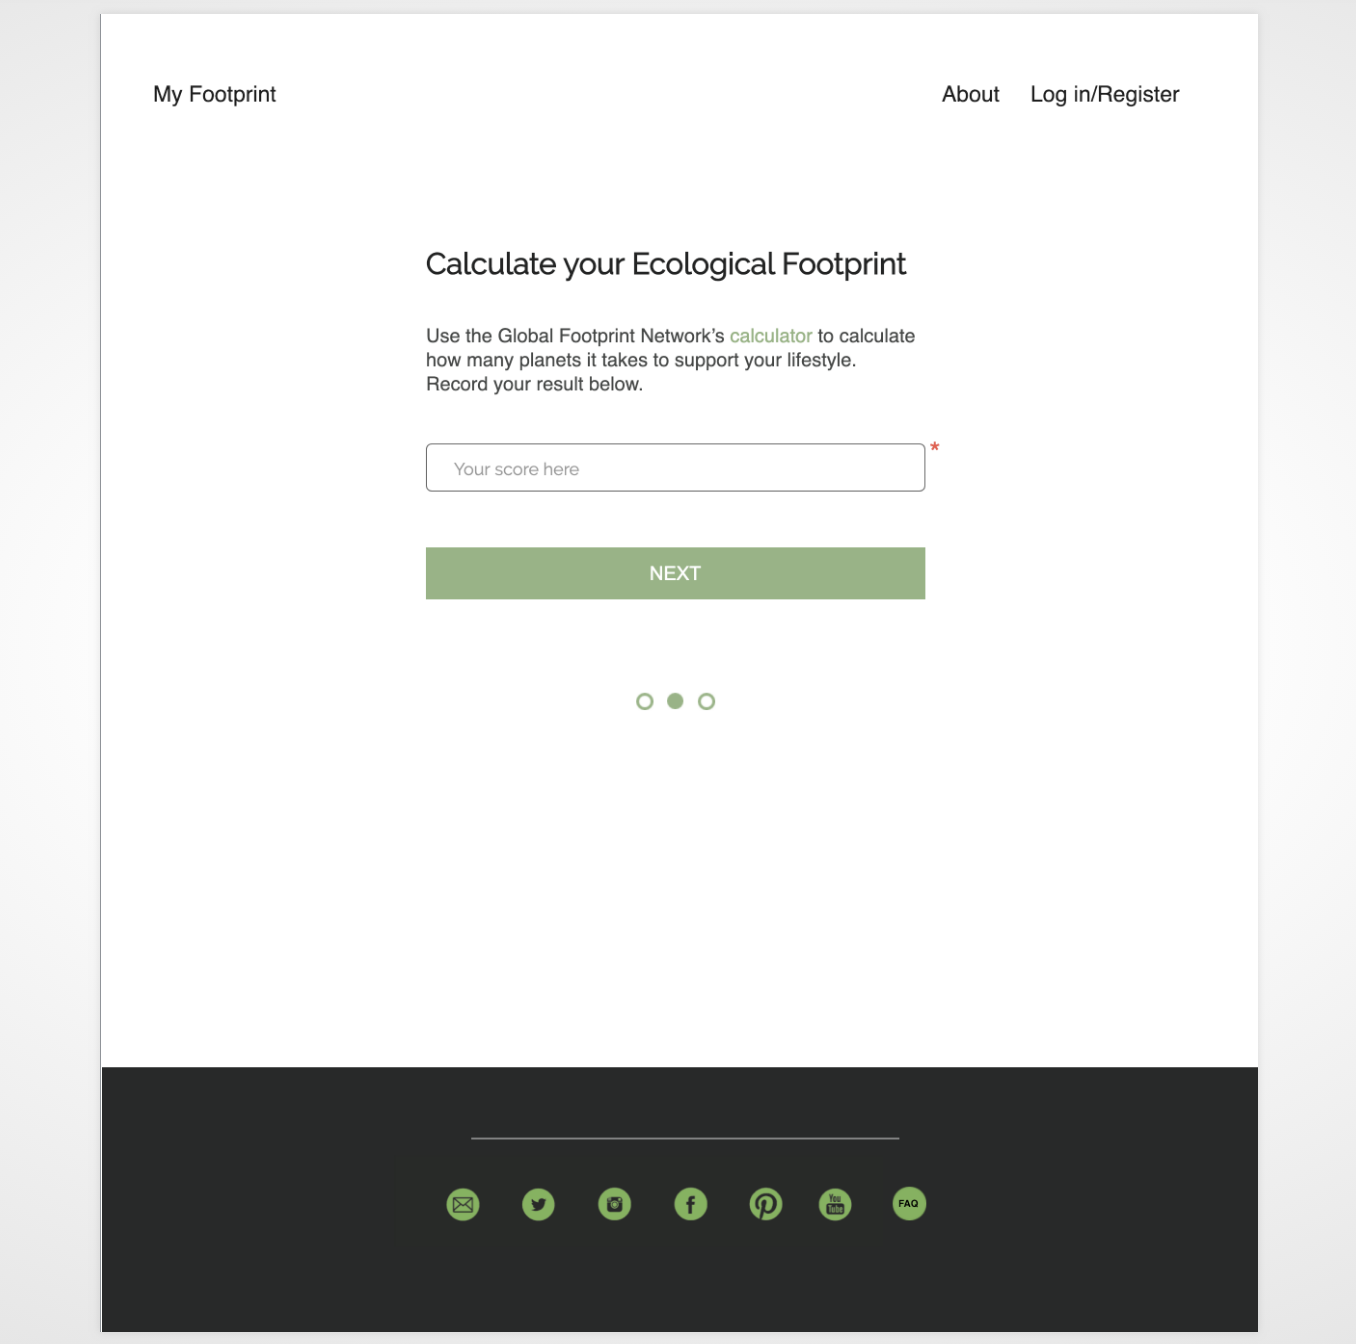 My Footprint
About
Log in/Register
Calculate your Ecological Footprint
Use the Global Footprint Network’s calculator to calculate
how many planets it takes to support your lifestyle.
Record your result below.
*
Your score here
NEXT
You
Tube
FAQ